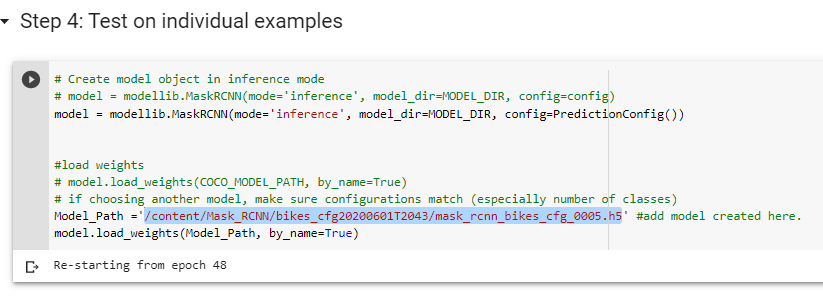 Step 4: Test on individual examples
# Create model object in inference mode
# model = modellib.MaskRCNN(mode='inference', model_dir=MODEL_DIR, config=config)
model = modellib.MaskRCNN(mode='inference', model_dir=MODEL_DIR, config=PredictionConfig())
#load weights
# model.load_weights(COCO_MODEL_PATH, by_name=True)
# if choosing another model, make sure configurations match (especially number of classes)
Model_Path ='/content/Mask_RCNN/bikes_cfg20200601T2043/mask_rcnn_bikes_cfg_0005.h5' #add model created here.
model.load_weights(Model_Path, by_name=True)
Re-starting from epoch 48